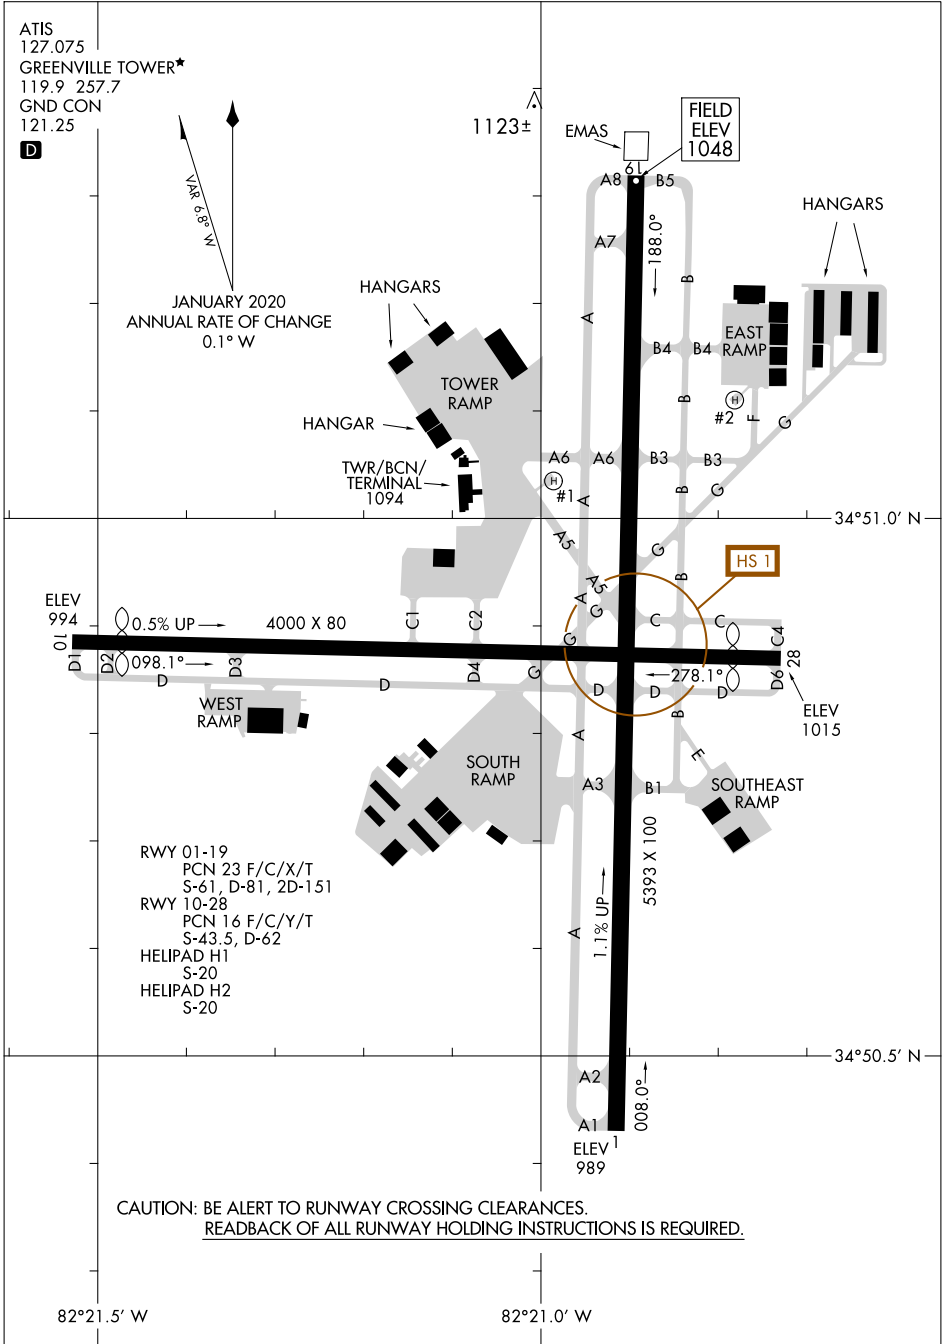 ATIS
127.075
GREENVILLE TOWER★
119.9 257.7
GND CON
121.25
D
VAR 6.8° W
JANUARY 2020
ANNUAL RATE OF CHANGE
0.1° W
1123±
EMAS
FIELD
ELEV
1048
19
A8
B5
A7
188.0°
B
HANGARS
HANGARS
A
B4
B4
EAST
RAMP
TOWER
RAMP
B
H
#2
F
G
HANGAR
A6
A6
B3
B3
TWR/BCN/
TERMINAL
1094
H
#1
A
B
G
34°51.0' N
A5
G
HS 1
A5
B
ELEV
994
A
G
10
0.5% UP
4000 X 80
C1
C2
G
C
C
C4
28
D1
D2
098.1°
D3
D4
G
278.1°
D6
D
D
D
D
D
ELEV
1015
WEST
RAMP
B
A
E
SOUTH
RAMP
A3
B1
SOUTHEAST
RAMP
RWY 01-19
PCN 23 F/C/X/T
S-61, D-81, 2D-151
RWY 10-28
PCN 16 F/C/Y/T
S-43.5, D-62
HELIPAD H1
S-20
HELIPAD H2
S-20
5393 X 100
1.1% UP
A
34°50.5' N
A2
008.0°
A1
1
ELEV
989
CAUTION: BE ALERT TO RUNWAY CROSSING CLEARANCES.
READBACK OF ALL RUNWAY HOLDING INSTRUCTIONS IS REQUIRED.
82°21.5' W
82°21.0' W